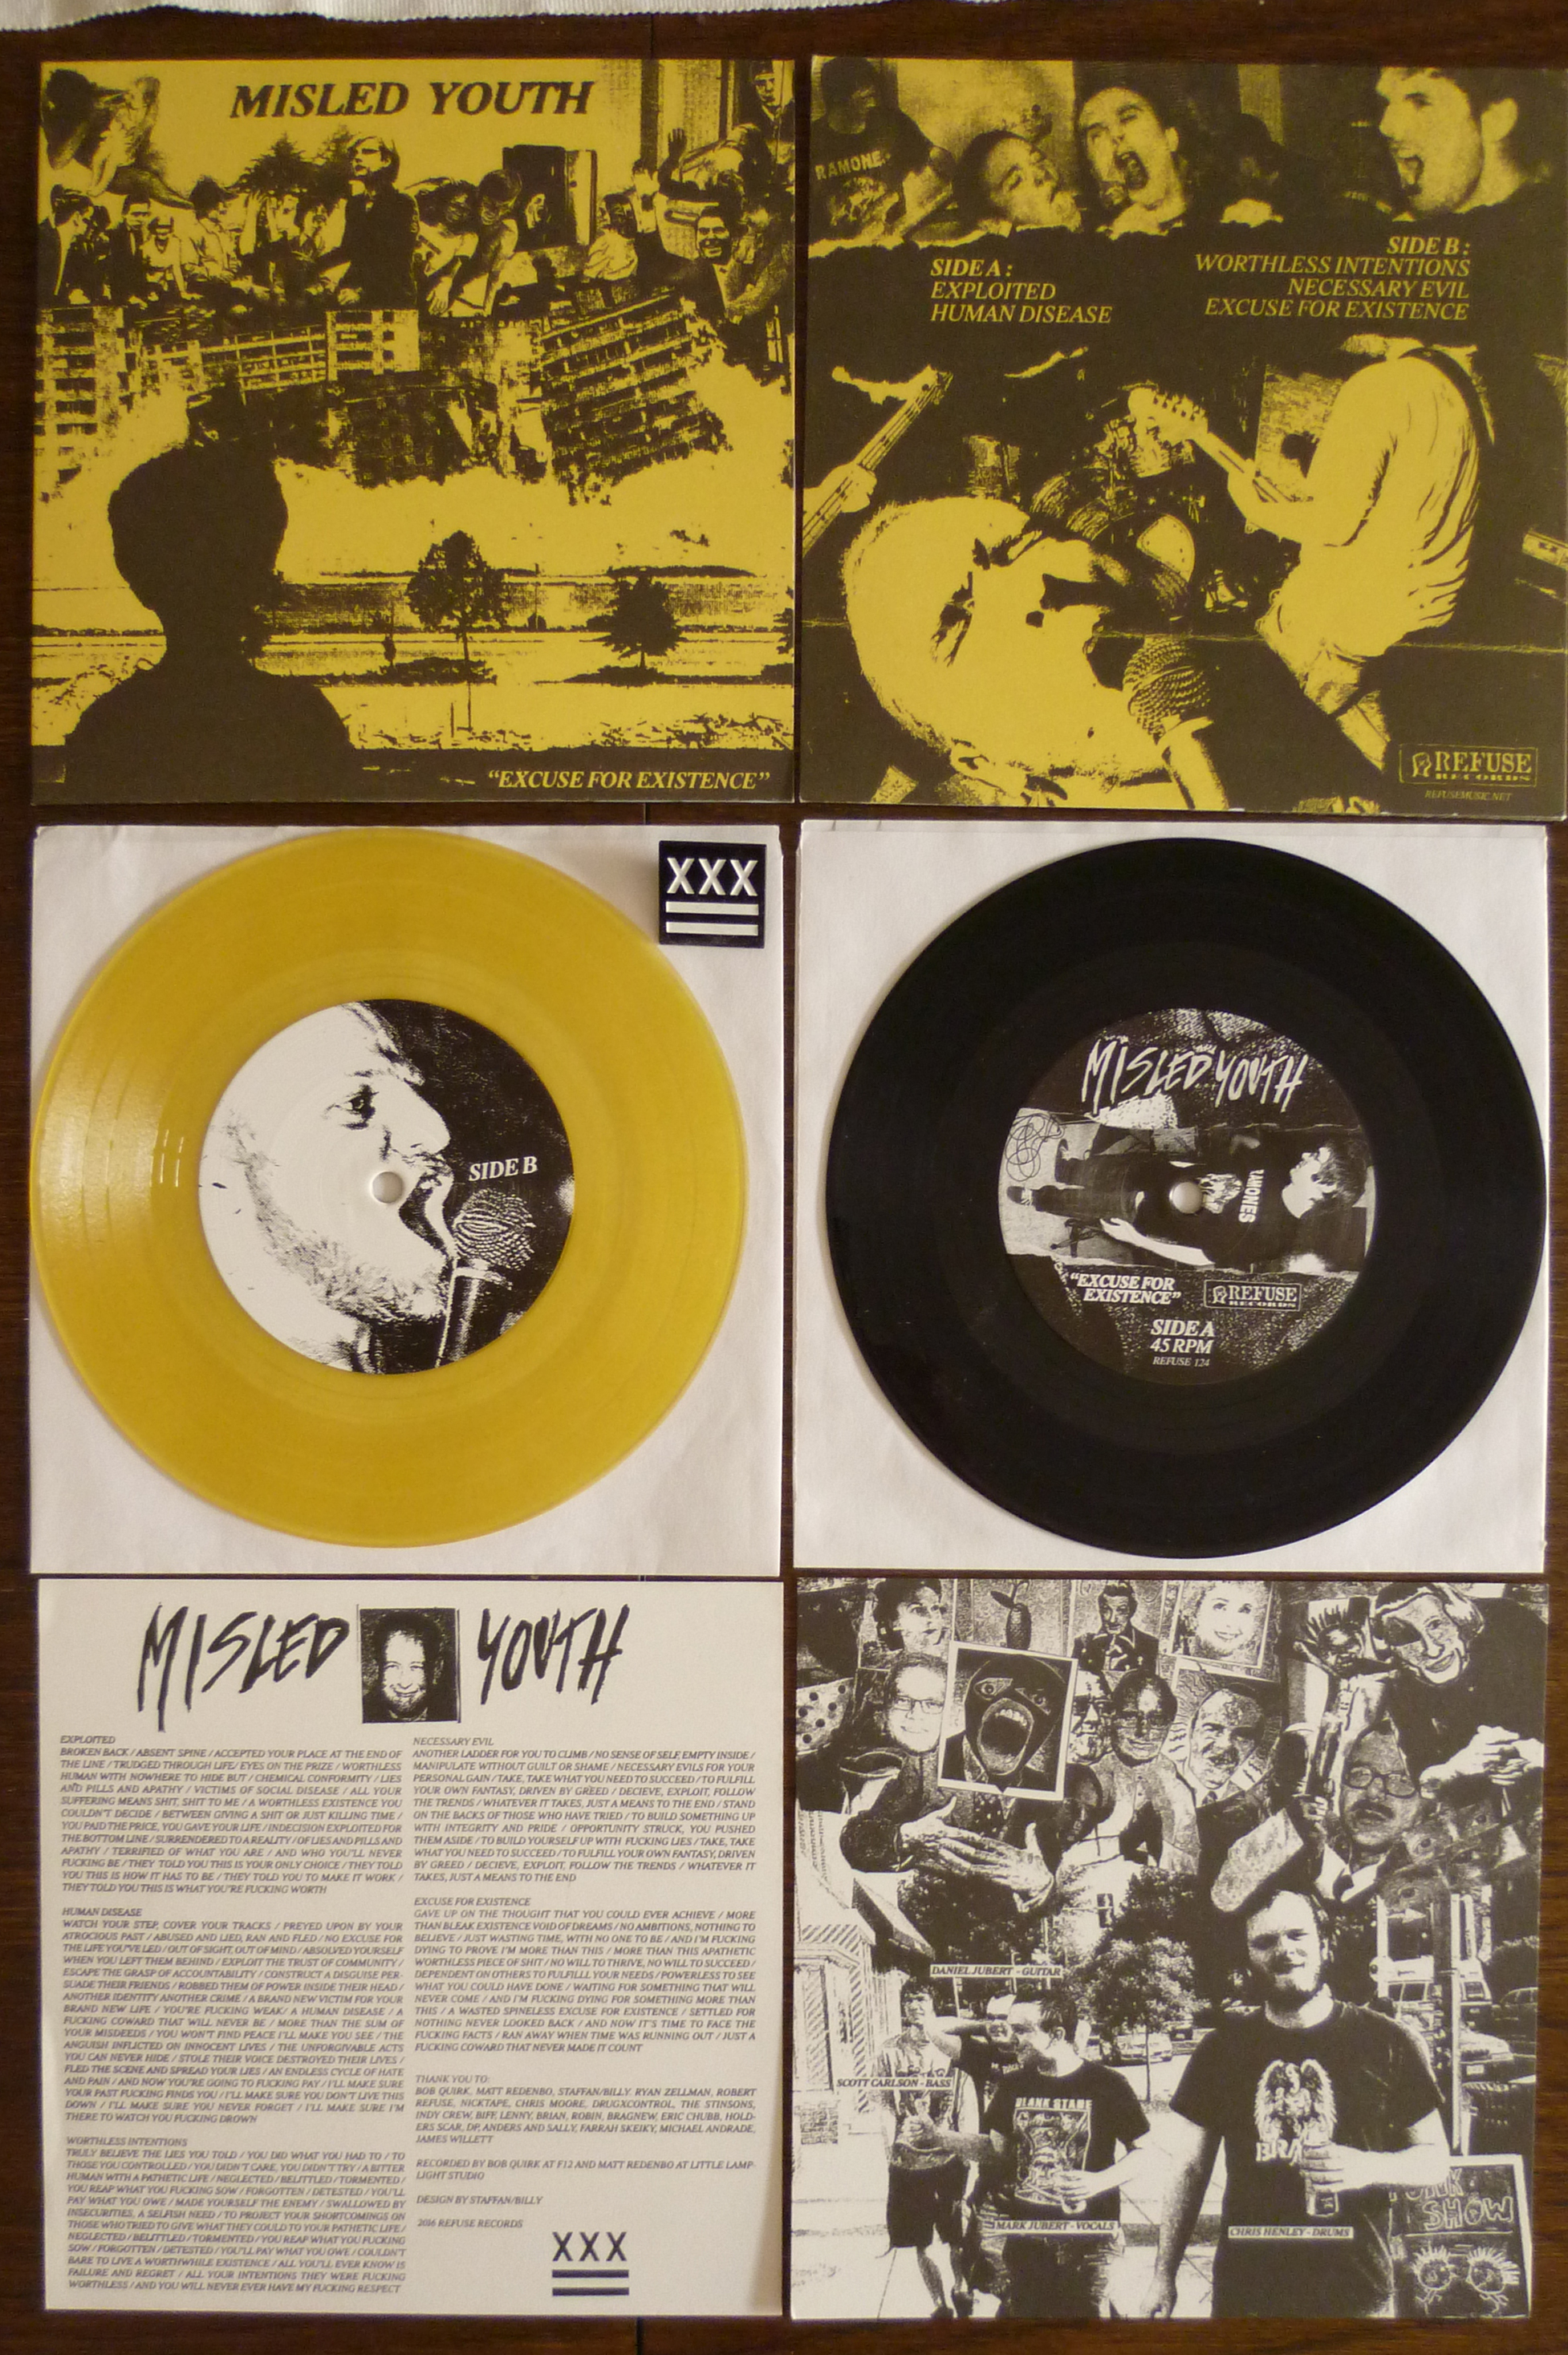 MISLED YOUTH
"EXCUSE FOR EXISTENCE"
RAMONE
SIDE A :
EXPLOITED
HUMAN DISEASE
SIDE B :
WORTHLESS INTENTIONS
NECESSARY EVIL
EXCUSE FOR EXISTENCE
REFUSE
RECORDS
REFUSEMUSIC.NET
XXX
SIDE B
MISLED YOUTH
"EXCUSE FOR
EXISTENCE"
REFUSE
RECORDS
SIDE A
45 RPM
REFUSE 124
MISLED YOUTH
EXPLOITED
BROKEN BACK / ABSENT SPINE / ACCEPTED YOUR PLACE AT THE END OF
THE LINE / TRUDGED THROUGH LIFE/ EYES ON THE PRIZE / WORTHLESS
HUMAN WITH NOWHERE TO HIDE BUT / CHEMICAL CONFORMITY / LIES
AND PILLS AND APATHY / VICTIMS OF SOCIAL DISEASE / ALL YOUR
SUFFERING MEANS SHIT, SHIT TO ME / A WORTHLESS EXISTENCE YOU
COULDN'T DECIDE / BETWEEN GIVING A SHIT OR JUST KILLING TIME /
YOU PAID THE PRICE, YOU GAVE YOUR LIFE / INDECISION EXPLOITED FOR
THE BOTTOM LINE / SURRENDERED TO A REALITY / OF LIES AND PILLS AND
APATHY / TERRIFIED OF WHAT YOU ARE / AND WHO YOU'LL NEVER
FUCKING BE / THEY TOLD YOU THIS IS YOUR ONLY CHOICE / THEY TOLD
YOU THIS IS HOW IT HAS TO BE / THEY TOLD YOU TO MAKE IT WORK /
THEY TOLD YOU THIS IS WHAT YOU'RE FUCKING WORTH
HUMAN DISEASE
WATCH YOUR STEP, COVER YOUR TRACKS / PREYED UPON BY YOUR
ATROCIOUS PAST / ABUSED AND LIED, RAN AND FLED / NO EXCUSE FOR
THE LIFE YOU'VE LED / OUT OF SIGHT, OUT OF MIND / ABSOLVED YOURSELF
WHEN YOU LEFT THEM BEHIND / EXPLOIT THE TRUST OF COMMUNITY /
ESCAPE THE GRASP OF ACCOUNTABILITY / CONSTRUCT A DISGUISE PER-
SUADE THEIR FRIENDS / ROBBED THEM OF POWER INSIDE THEIR HEAD /
ANOTHER IDENTITY ANOTHER CRIME / A BRAND NEW VICTIM FOR YOUR
BRAND NEW LIFE / YOU'RE FUCKING WEAK/ A HUMAN DISEASE / A
FUCKING COWARD THAT WILL NEVER BE / MORE THAN THE SUM OF
YOUR MISDEEDS / YOU WON'T FIND PEACE I'LL MAKE YOU SEE / THE
ANGUISH INFLICTED ON INNOCENT LIVES / THE UNFORGIVABLE ACTS
YOU CAN NEVER HIDE / STOLE THEIR VOICE DESTROYED THEIR LIVES /
FLED THE SCENE AND SPREAD YOUR LIES / AN ENDLESS CYCLE OF HATE
AND PAIN / AND NOW YOU'RE GOING TO FUCKING PAY / I'LL MAKE SURE
YOUR PAST FUCKING FINDS YOU / I'LL MAKE SURE YOU DON'T LIVE THIS
DOWN / I'LL MAKE SURE YOU NEVER FORGET / I'LL MAKE SURE I'M
THERE TO WATCH YOU FUCKING DROWN
WORTHLESS INTENTIONS
TRULY BELIEVE THE LIES YOU TOLD / YOU DID WHAT YOU HAD TO / TO
THOSE YOU CONTROLLED / YOU DIDN'T CARE, YOU DIDN'T TRY / A BITTER
HUMAN WITH A PATHETIC LIFE / NEGLECTED / BELITTLED / TORMENTED /
YOU REAP WHAT YOU FUCKING SOW / FORGOTTEN / DETESTED / YOU'LL
PAY WHAT YOU OWE / MADE YOURSELF THE ENEMY / SWALLOWED BY
INSECURITIES, A SELFISH NEED / TO PROJECT YOUR SHORTCOMINGS ON
THOSE WHO TRIED TO GIVE WHAT THEY COULD TO YOUR PATHETIC LIFE /
NEGLECTED / BELITTLED / TORMENTED / YOU REAP WHAT YOU FUCKING
SOW / FORGOTTEN / DETESTED / YOU'LL PAY WHAT YOU OWE / COULDN'T
BARE TO LIVE A WORTHWHILE EXISTENCE / ALL YOU'LL EVER KNOW IS
FAILURE AND REGRET / ALL YOUR INTENTIONS THEY WERE FUCKING
WORTHLESS / AND YOU WILL NEVER EVER HAVE MY FUCKING RESPECT
NECESSARY EVIL
ANOTHER LADDER FOR YOU TO CLIMB / NO SENSE OF SELF, EMPTY INSIDE /
MANIPULATE WITHOUT GUILT OR SHAME / NECESSARY EVILS FOR YOUR
PERSONAL GAIN / TAKE, TAKE WHAT YOU NEED TO SUCCEED / TO FULFILL
YOUR OWN FANTASY, DRIVEN BY GREED / DECIEVE, EXPLOIT, FOLLOW
THE TRENDS / WHATEVER IT TAKES, JUST A MEANS TO THE END / STAND
ON THE BACKS OF THOSE WHO HAVE TRIED / TO BUILD SOMETHING UP
WITH INTEGRITY AND PRIDE / OPPORTUNITY STRUCK, YOU PUSHED
THEM ASIDE / TO BUILD YOURSELF UP WITH FUCKING LIES / TAKE, TAKE
WHAT YOU NEED TO SUCCEED / TO FULFILL YOUR OWN FANTASY, DRIVEN
BY GREED / DECIEVE, EXPLOIT, FOLLOW THE TRENDS / WHATEVER IT
TAKES, JUST A MEANS TO THE END
EXCUSE FOR EXISTENCE
GAVE UP ON THE THOUGHT THAT YOU COULD EVER ACHIEVE / MORE
THAN BLEAK EXISTENCE VOID OF DREAMS / NO AMBITIONS, NOTHING TO
BELIEVE / JUST WASTING TIME, WITH NO ONE TO BE / AND I'M FUCKING
DYING TO PROVE I'M MORE THAN THIS / MORE THAN THIS APATHETIC
WORTHLESS PIECE OF SHIT / NO WILL TO THRIVE, NO WILL TO SUCCEED /
DEPENDENT ON OTHERS TO FULFILLL YOUR NEEDS / POWERLESS TO SEE
WHAT YOU COULD HAVE DONE / WAITING FOR SOMETHING THAT WILL
NEVER COME / AND I'M FUCKING DYING FOR SOMETHING MORE THAN
THIS / A WASTED SPINELESS EXCUSE FOR EXISTENCE / SETTLED FOR
NOTHING NEVER LOOKED BACK / AND NOW IT'S TIME TO FACE THE
FUCKING FACTS / RAN AWAY WHEN TIME WAS RUNNING OUT / JUST A
FUCKING COWARD THAT NEVER MADE IT COUNT
THANK YOU TO:
BOB QUIRK, MATT REDENBO, STAFFAN/BILLY, RYAN ZELLMAN, ROBERT
REFUSE, NICKTAPE, CHRIS MOORE, DRUGXCONTROL, THE STINSONS,
INDY CREW, BIFF, LENNY, BRIAN, ROBIN, BRAGNEW, ERIC CHUBB, HOLD-
ERS SCAR, DP, ANDERS AND SALLY, FARRAH SKEIKY, MICHAEL ANDRADE,
JAMES WILLETT
RECORDED BY BOB QUIRK AT F12 AND MATT REDENBO AT LITTLE LAMP-
LIGHT STUDIO
DESIGN BY STAFFAN/BILLY
2016 REFUSE RECORDS
XXX
DANIEL JUBERT - GUITAR
SCOTT CARLSON - BASS
BLANK STARE
MARK JUBERT - VOCALS
CHRIS HENLEY - DRUMS
SHOW